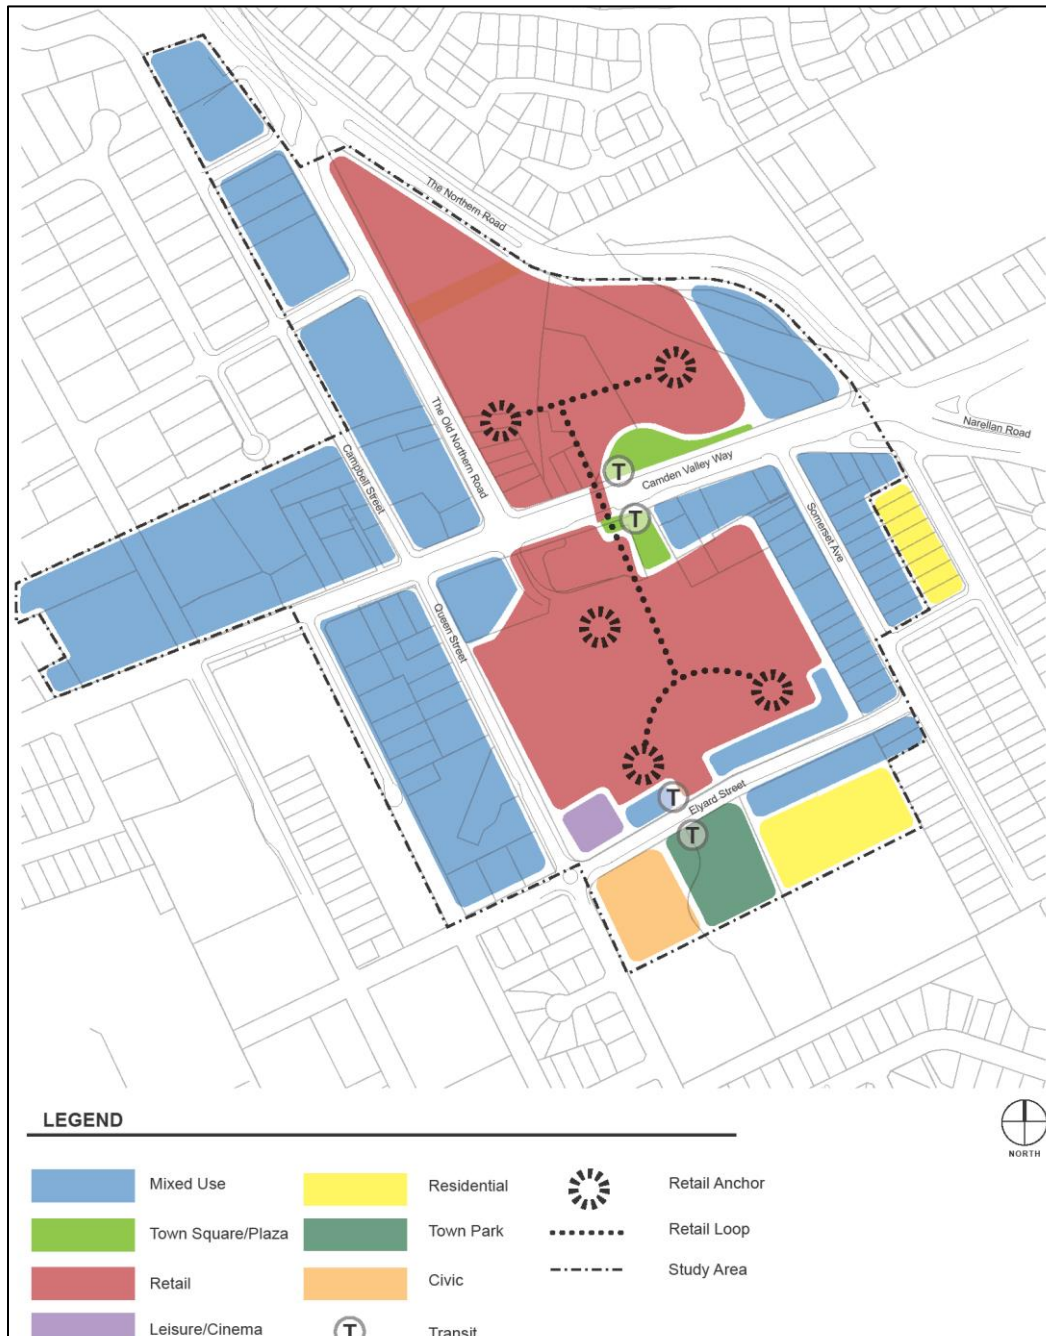 The Northern Road
The Old Northern Road
Campbell Street
Camden Valley Way
Narellan Road
Somerset Ave
Queen Street
T
T
T
Elyard Street
T
LEGEND
NORTH
Mixed Use
Residential
Retail Anchor
Town Square/Plaza
Town Park
Retail Loop
Retail
Civic
Study Area
Leisure/Cinema
T
Transit